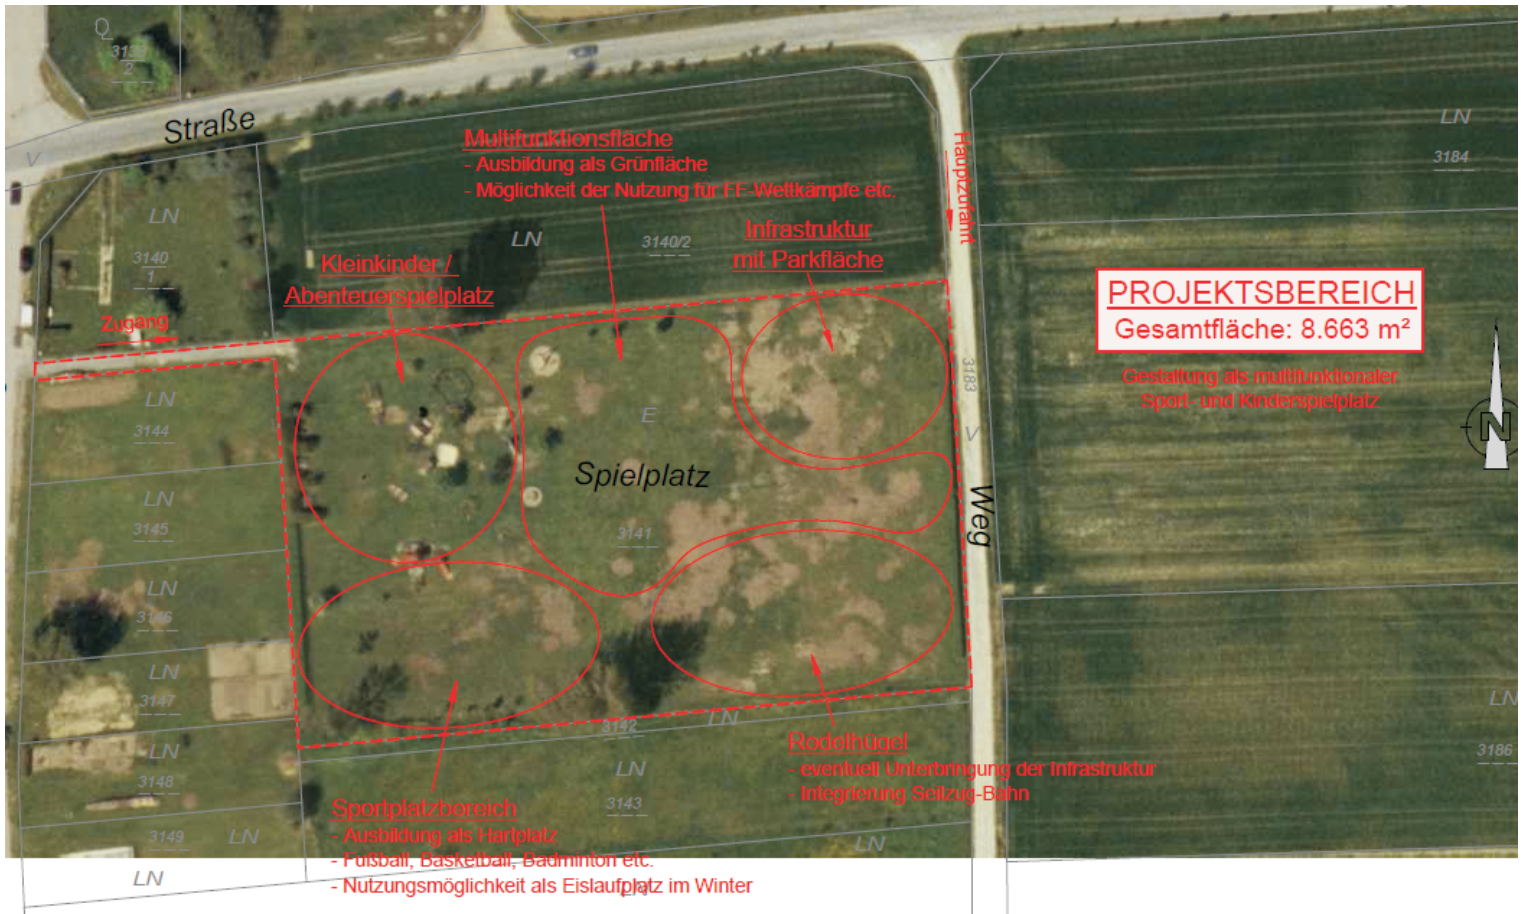 Q
3139
2
Straße
V
Multifunktionsfläche
- Ausbildung als Grünfläche
- Möglichkeit der Nutzung für FF-Wettkämpfe etc.
Hauptzufahrt
LN
3184
LN
3140
1
LN
3140/2
Infrastruktur
mit Parkfläche
Kleinkinder /
Abenteuerspielplatz
Zugang
PROJEKTSBEREICH
Gesamtfläche: 8.663 m²
Gestaltung als multifunktionaler
Sport- und Kinderspielplatz
N
3183
V
Weg
E
Spielplatz
3141
LN
3144
LN
3145
LN
3146
LN
3147
LN
3148
3149
LN
LN
3142
LN
LN
3143
LN
LN
3186
Rodelhügel
- eventuell Unterbringung der Infrastruktur
- Integrierung Seilzug-Bahn
Sportplatzbereich
- Ausbildung als Hartplatz
- Fußball, Basketball, Badminton etc.
- Nutzungsmöglichkeit als Eislaufplatz im Winter
LN